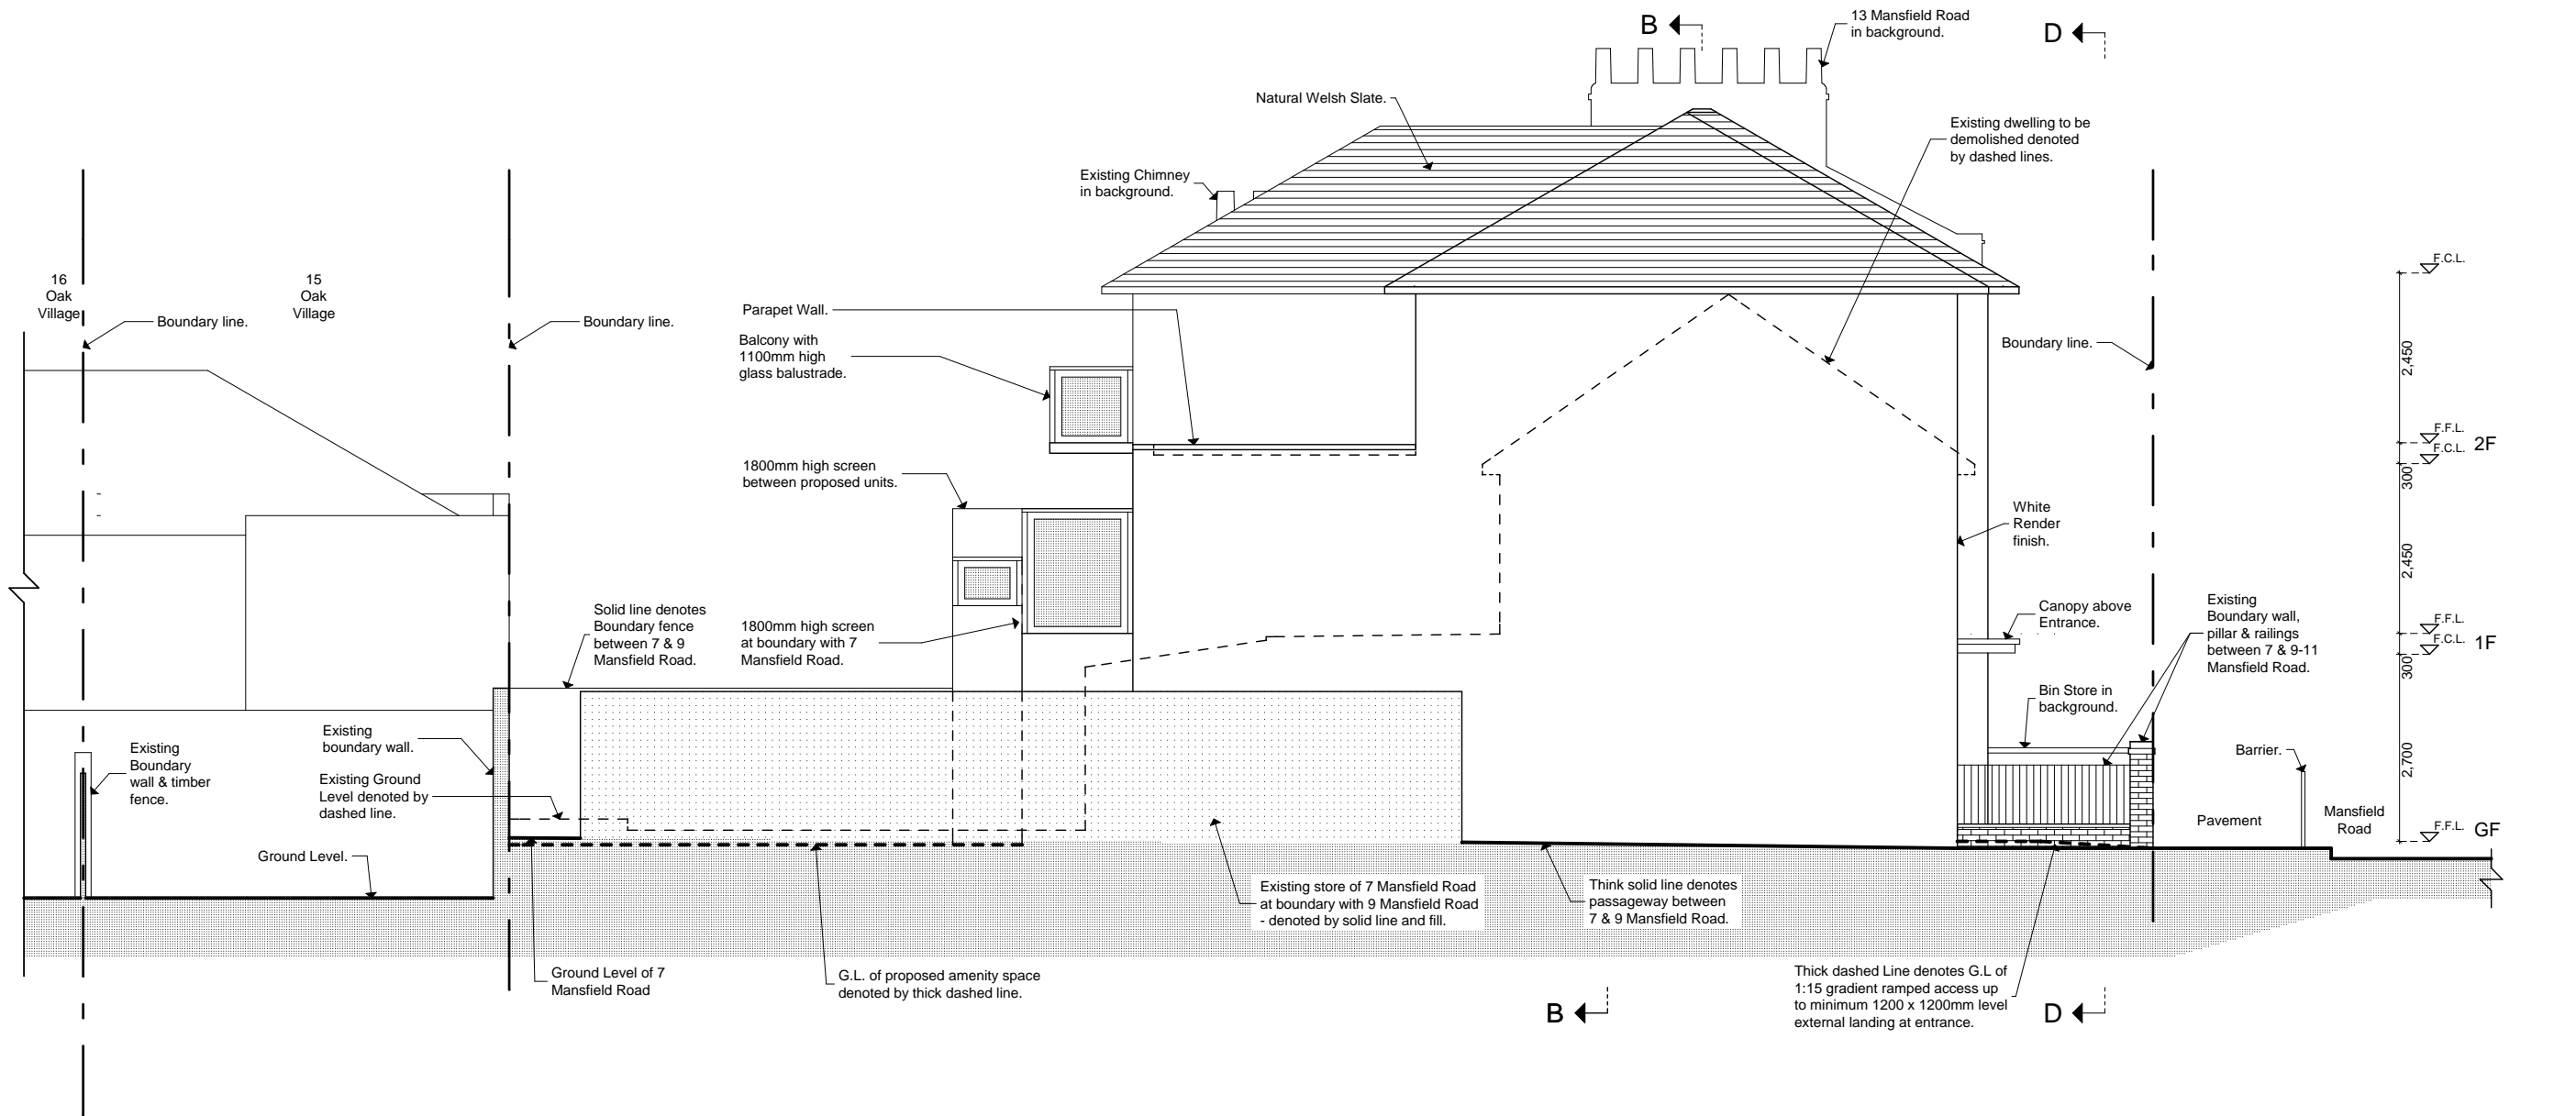 B
D
13 Mansfield Road
in background.
Natural Welsh Slate.
Existing dwelling to be
demolished denoted
by dashed lines.
Existing Chimney
in background.
16
Oak
Village
15
Oak
Village
Boundary line.
Boundary line.
Parapet Wall.
Balcony with
1100mm high
glass balustrade.
Boundary line.
F.C.L.
2,450
F.F.L.
2F
F.C.L.
300
1800mm high screen
between proposed units.
White
Render
finish.
2,450
Solid line denotes
Boundary fence
between 7 & 9
Mansfield Road.
1800mm high screen
at boundary with 7
Mansfield Road.
Canopy above
Entrance.
Existing
Boundary wall,
pillar & railings
between 7 & 9-11
Mansfield Road.
F.F.L.
1F
F.C.L.
300
Bin Store in
background.
Existing
boundary wall.
Existing
Boundary
wall & timber
fence.
Existing Ground
Level denoted by
dashed line.
Barrier.
2,700
Pavement
Mansfield
Road
F.F.L.
GF
Ground Level.
Existing store of 7 Mansfield Road
at boundary with 9 Mansfield Road
- denoted by solid line and fill.
Think solid line denotes
passageway between
7 & 9 Mansfield Road.
Ground Level of 7
Mansfield Road
G.L. of proposed amenity space
denoted by thick dashed line.
Thick dashed Line denotes G.L of
1:15 gradient ramped access up
to minimum 1200 x 1200mm level
external landing at entrance.
B
D